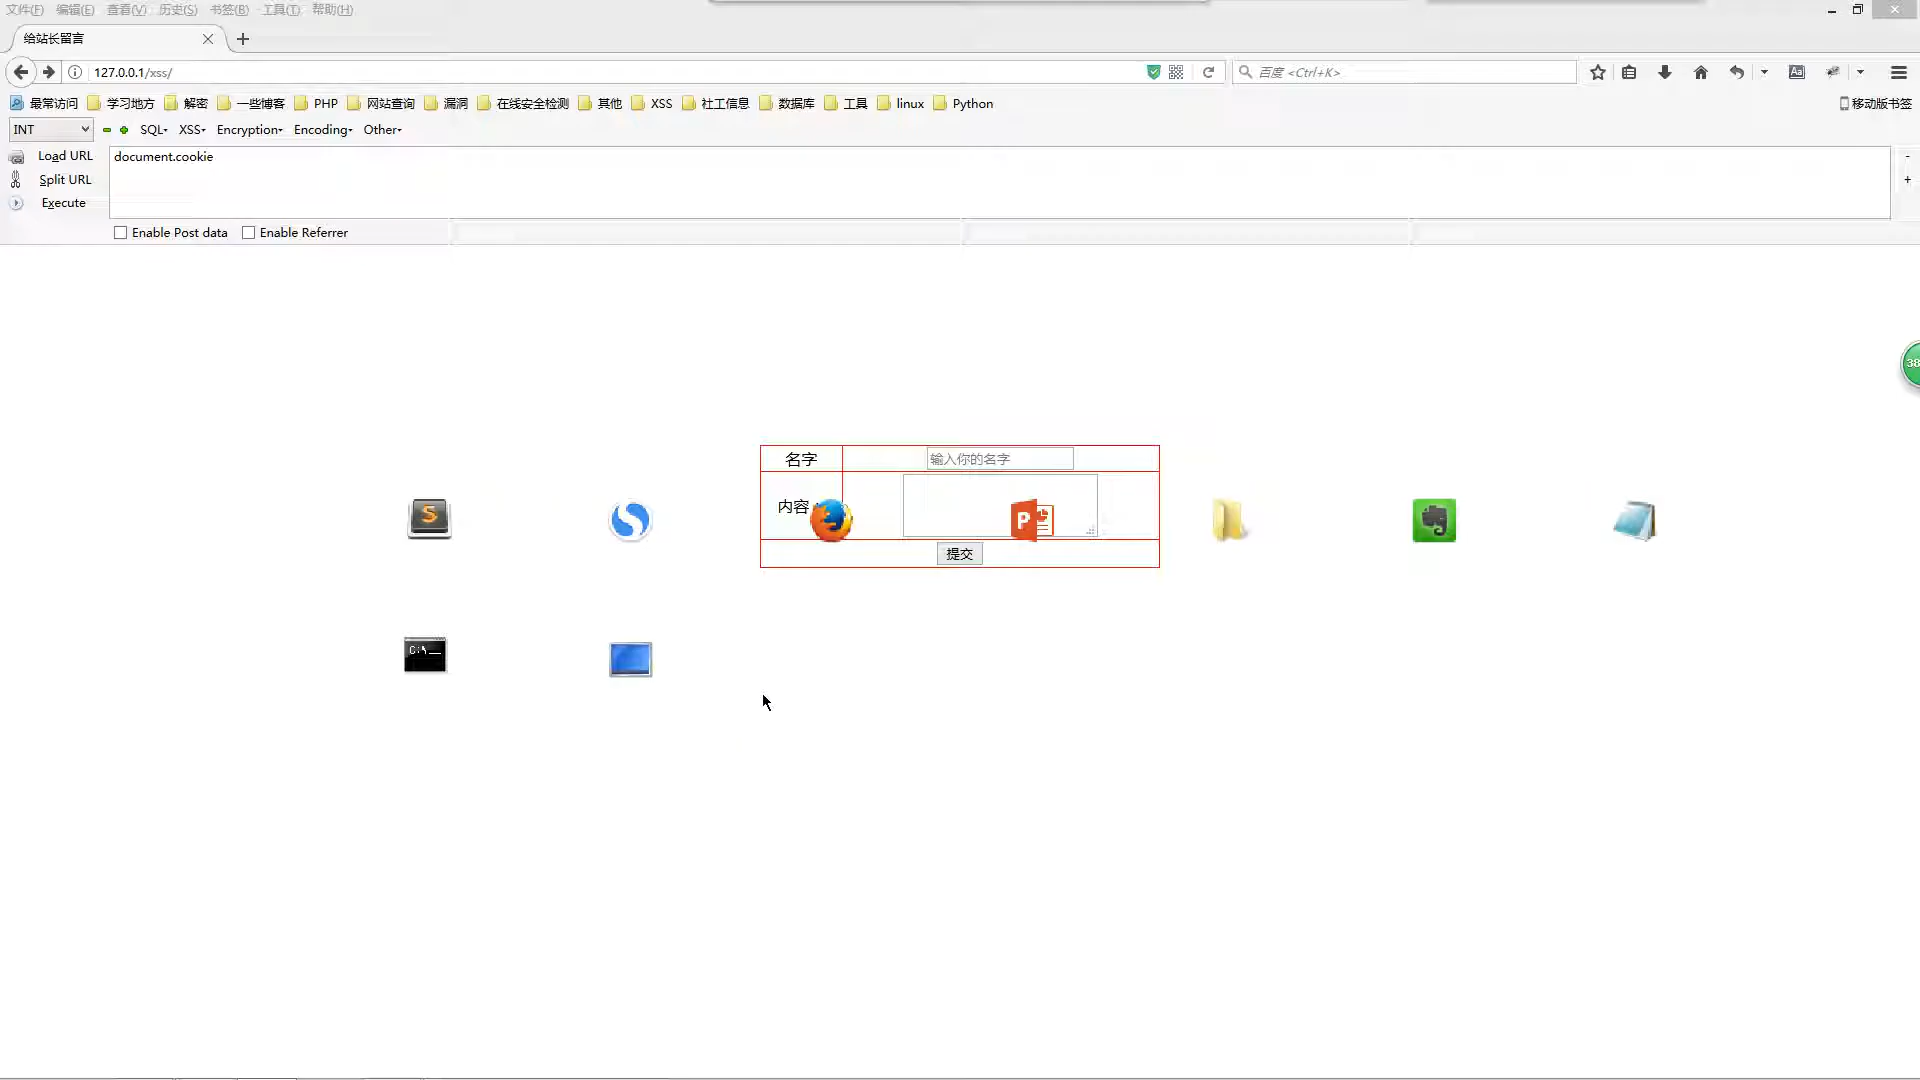 文件(F) 编辑(E) 查看(V) 历史(S) 书签(B) 工具(T) 帮助(H)
给站长留言
127.0.0.1/xss/
百度 <Ctrl+K>
最常访问 学习地方 解密 一些博客 PHP 网站查询 漏洞 在线安全检测 其他 XSS 社工信息 数据库 工具 linux Python 移动版书签
INT SQL XSS Encryption Encoding Other
Load URL document.cookie
Split URL
Execute
Enable Post data Enable Referrer
38
名字 输入你的名字
内容
提交